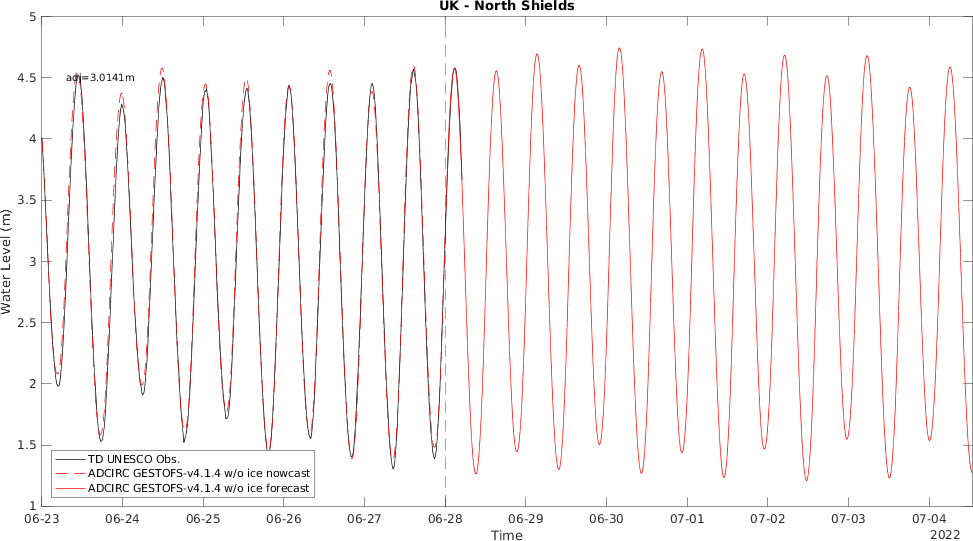 UK - North Shields
5
4.5
4
3.5
3
2.5
2
1.5
1
Water Level (m)
adj=3.0141m
TD UNESCO Obs.
ADCIRC GESTOFS-v4.1.4 w/o ice nowcast
ADCIRC GESTOFS-v4.1.4 w/o ice forecast
06-23 06-24 06-25 06-26 06-27 06-28 06-29 06-30 07-01 07-02 07-03 07-04
Time
2022